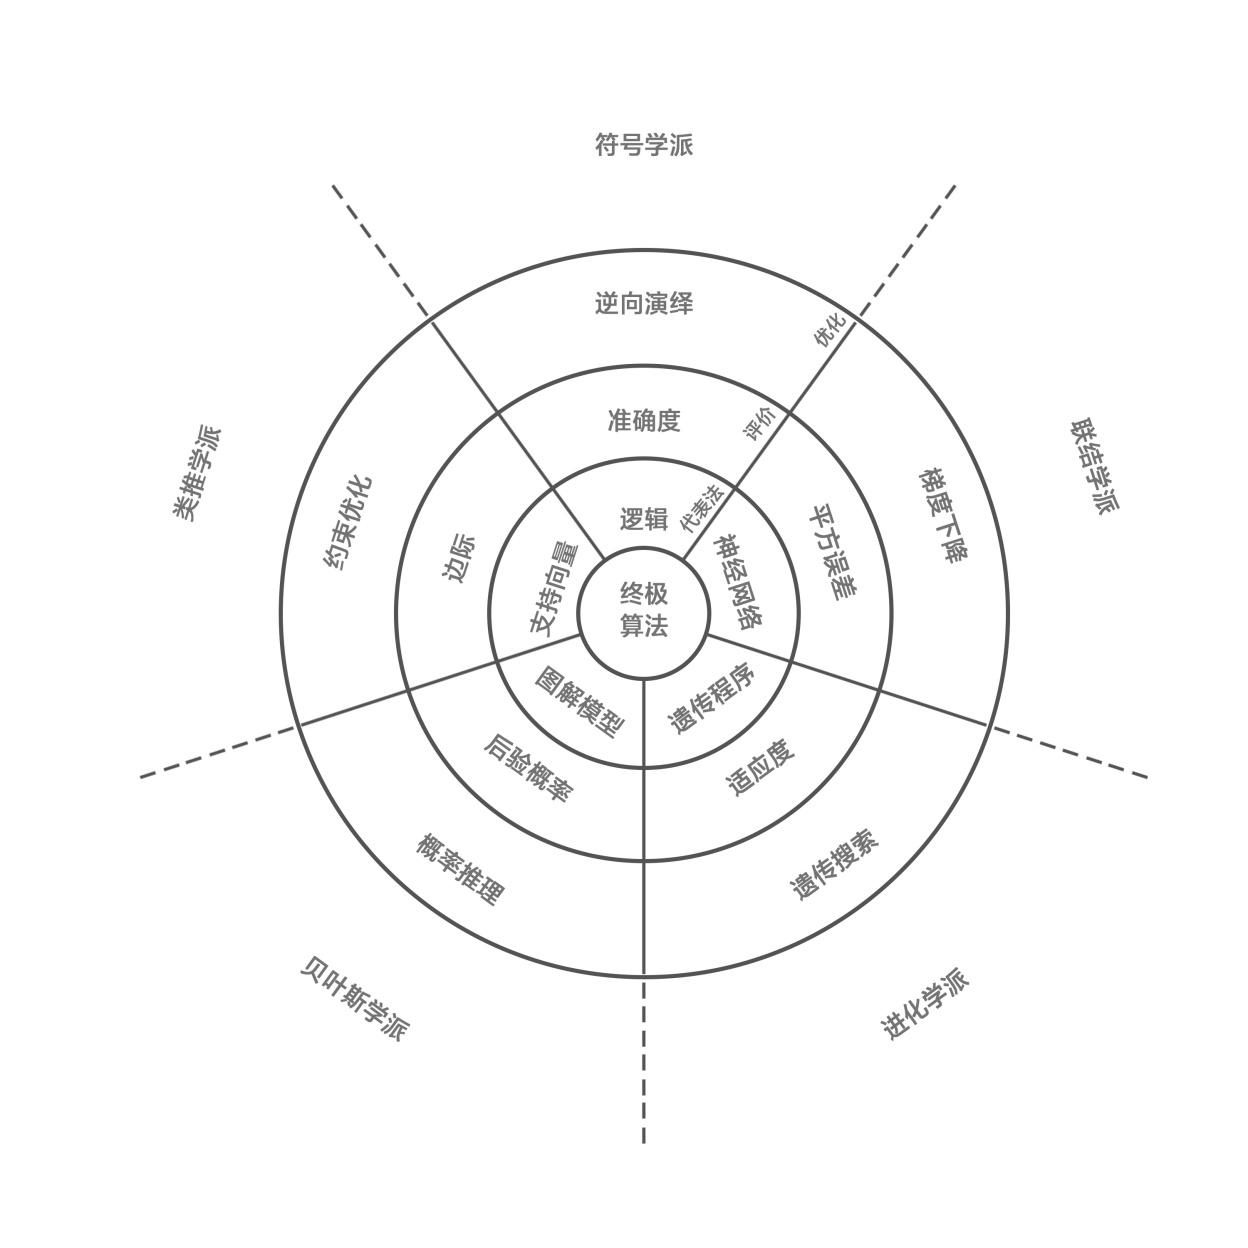 符号学派
逆向演绎
优化
准确度
评价
逻辑
代表法
终极
算法
联结学派
梯度下降
平方误差
神经网络
进化学派
遗传搜索
适应度
遗传程序
贝叶斯学派
概率推理
后验概率
图解模型
类推学派
约束优化
边际
支持向量